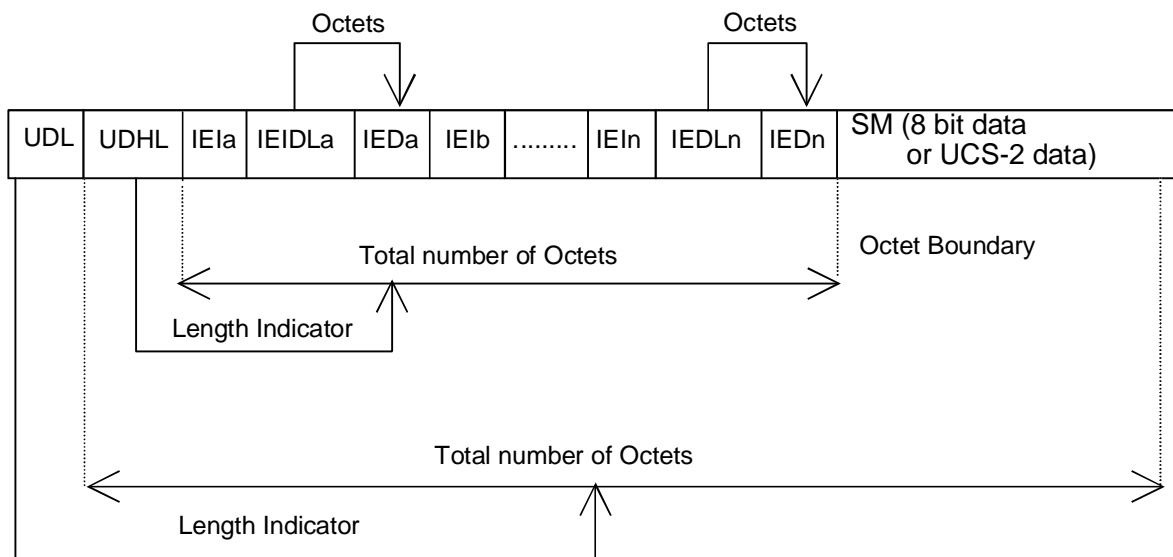 Octets Octets
UDL UDHL IEIa IEIDLa IEDa IEIb ......... IEIn IEDLn IEDn SM (8 bit data
or UCS-2 data)
Total number of Octets Octet Boundary
Length Indicator
Total number of Octets
Length Indicator